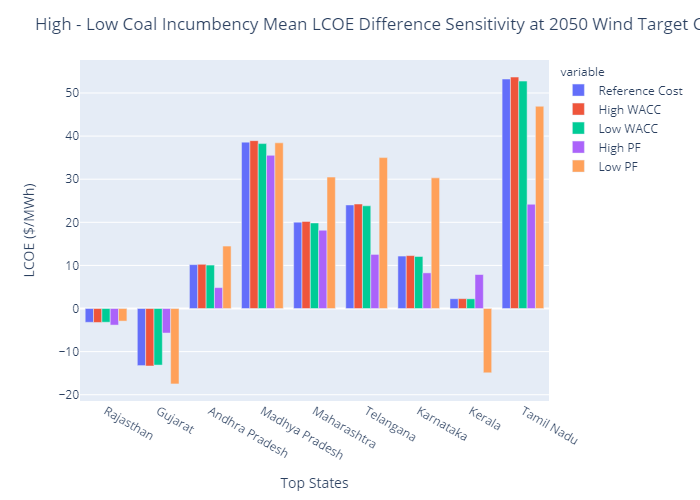 High - Low Coal Incumbency Mean LCOE Difference Sensitivity at 2050 Wind Target
variable
Reference Cost
High WACC
Low WACC
High PF
Low PF
LCOE ($/MWh)
50
40
30
20
10
0
−10
−20
Rajasthan
Gujarat
Andhra Pradesh
Madhya Pradesh
Maharashtra
Telangana
Karnataka
Kerala
Tamil Nadu
Top States